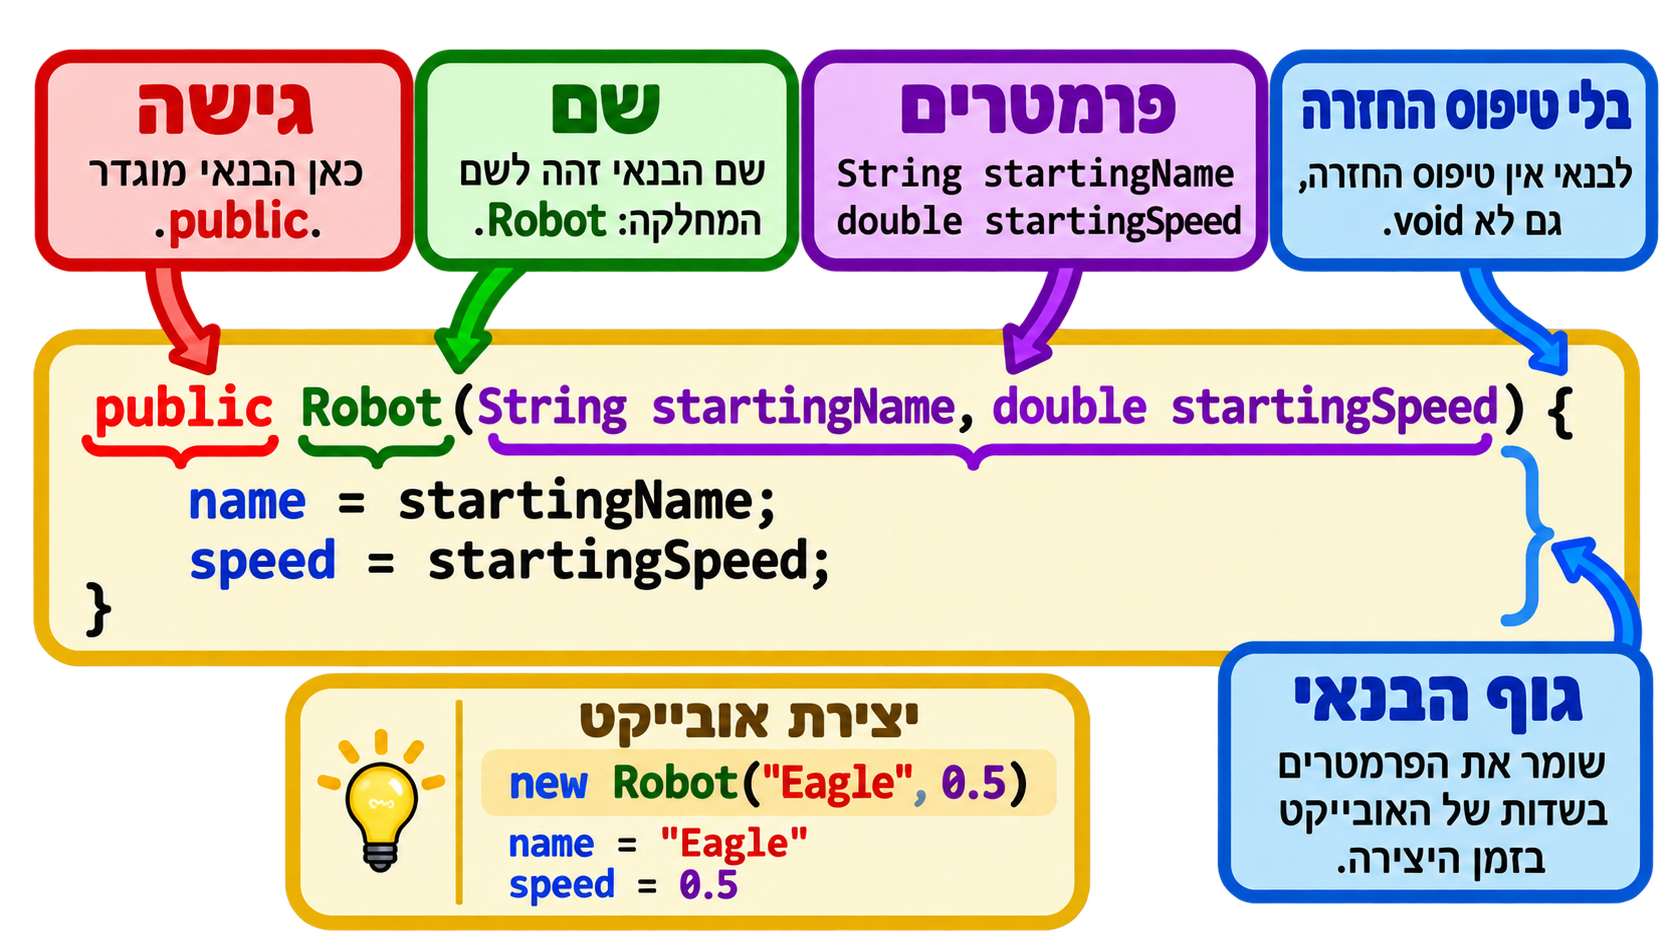 גישה
כאן הבנאי מוגדר
.public.
שם
שם הבנאי זהה לשם
המחלקה: Robot.
פרמטרים
String startingName
double startingSpeed
בלי טיפוס החזרה
לבנאי אין טיפוס החזרה,
גם לא void.
public Robot(String startingName, double startingSpeed) {
name = startingName;
speed = startingSpeed;
}
גוף הבנאי
שומר את הפרמטרים
בשדות של האובייקט
בזמן היצירה.
יצירת אובייקט
new Robot("Eagle", 0.5)
name = "Eagle"
speed = 0.5